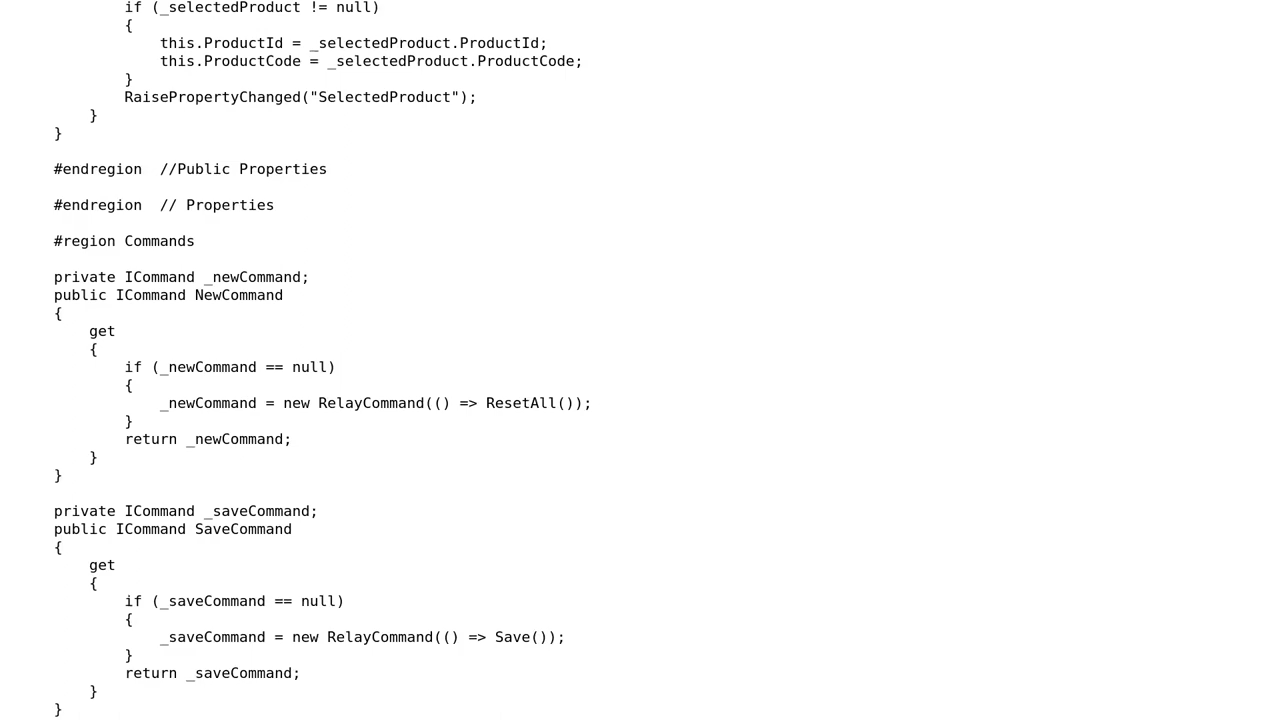 if (_selectedProduct != null)
{
this.ProductId = _selectedProduct.ProductId;
this.ProductCode = _selectedProduct.ProductCode;
}
RaisePropertyChanged("SelectedProduct");
}
}
#endregion  //Public Properties
#endregion  // Properties
#region Commands
private ICommand _newCommand;
public ICommand NewCommand
{
get
{
if (_newCommand == null)
{
_newCommand = new RelayCommand(() => ResetAll());
}
return _newCommand;
}
}
private ICommand _saveCommand;
public ICommand SaveCommand
{
get
{
if (_saveCommand == null)
{
_saveCommand = new RelayCommand(() => Save());
}
return _saveCommand;
}
}